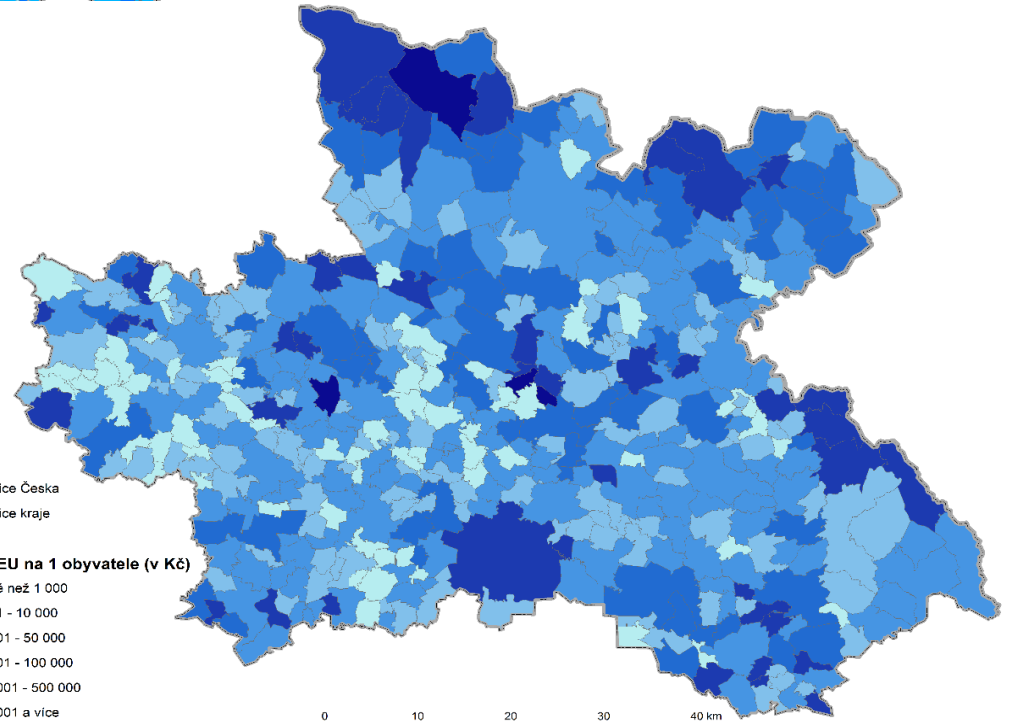 ice Česka
ice kraje
EU na 1 obyvatele (v Kč)
ě než 1 000
1 - 10 000
01 - 50 000
01 - 100 000
001 - 500 000
001 a více
0 10 20 30 40 km